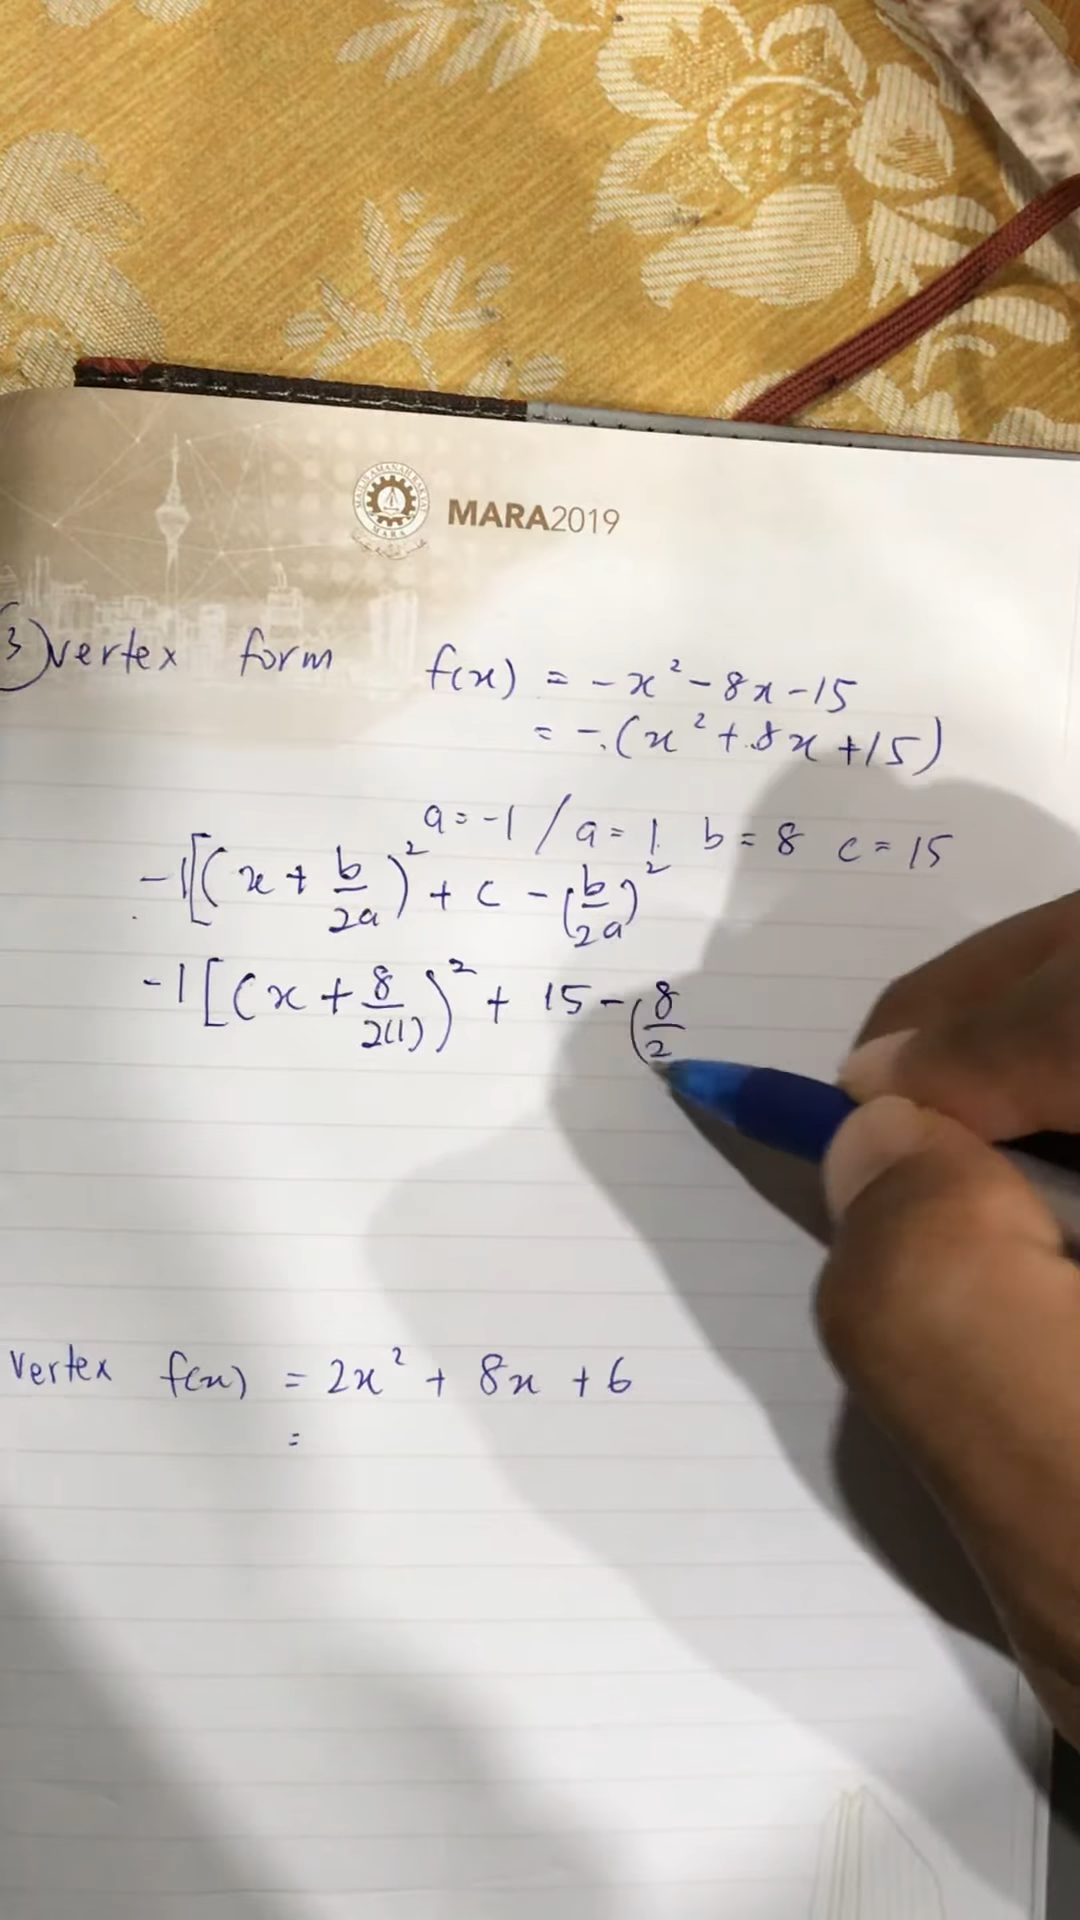 MARA2019
3) vertex form f(x) = -x² - 8x - 15
= -(x² + 8x + 15)
a = -1 / a = 1 b = 8 c = 15
-1[(x + b/2a)² + c - (b/2a)²
-1[(x + 8/2(1))² + 15 - (8/2
Vertex f(x) = 2x² + 8x + 6
=